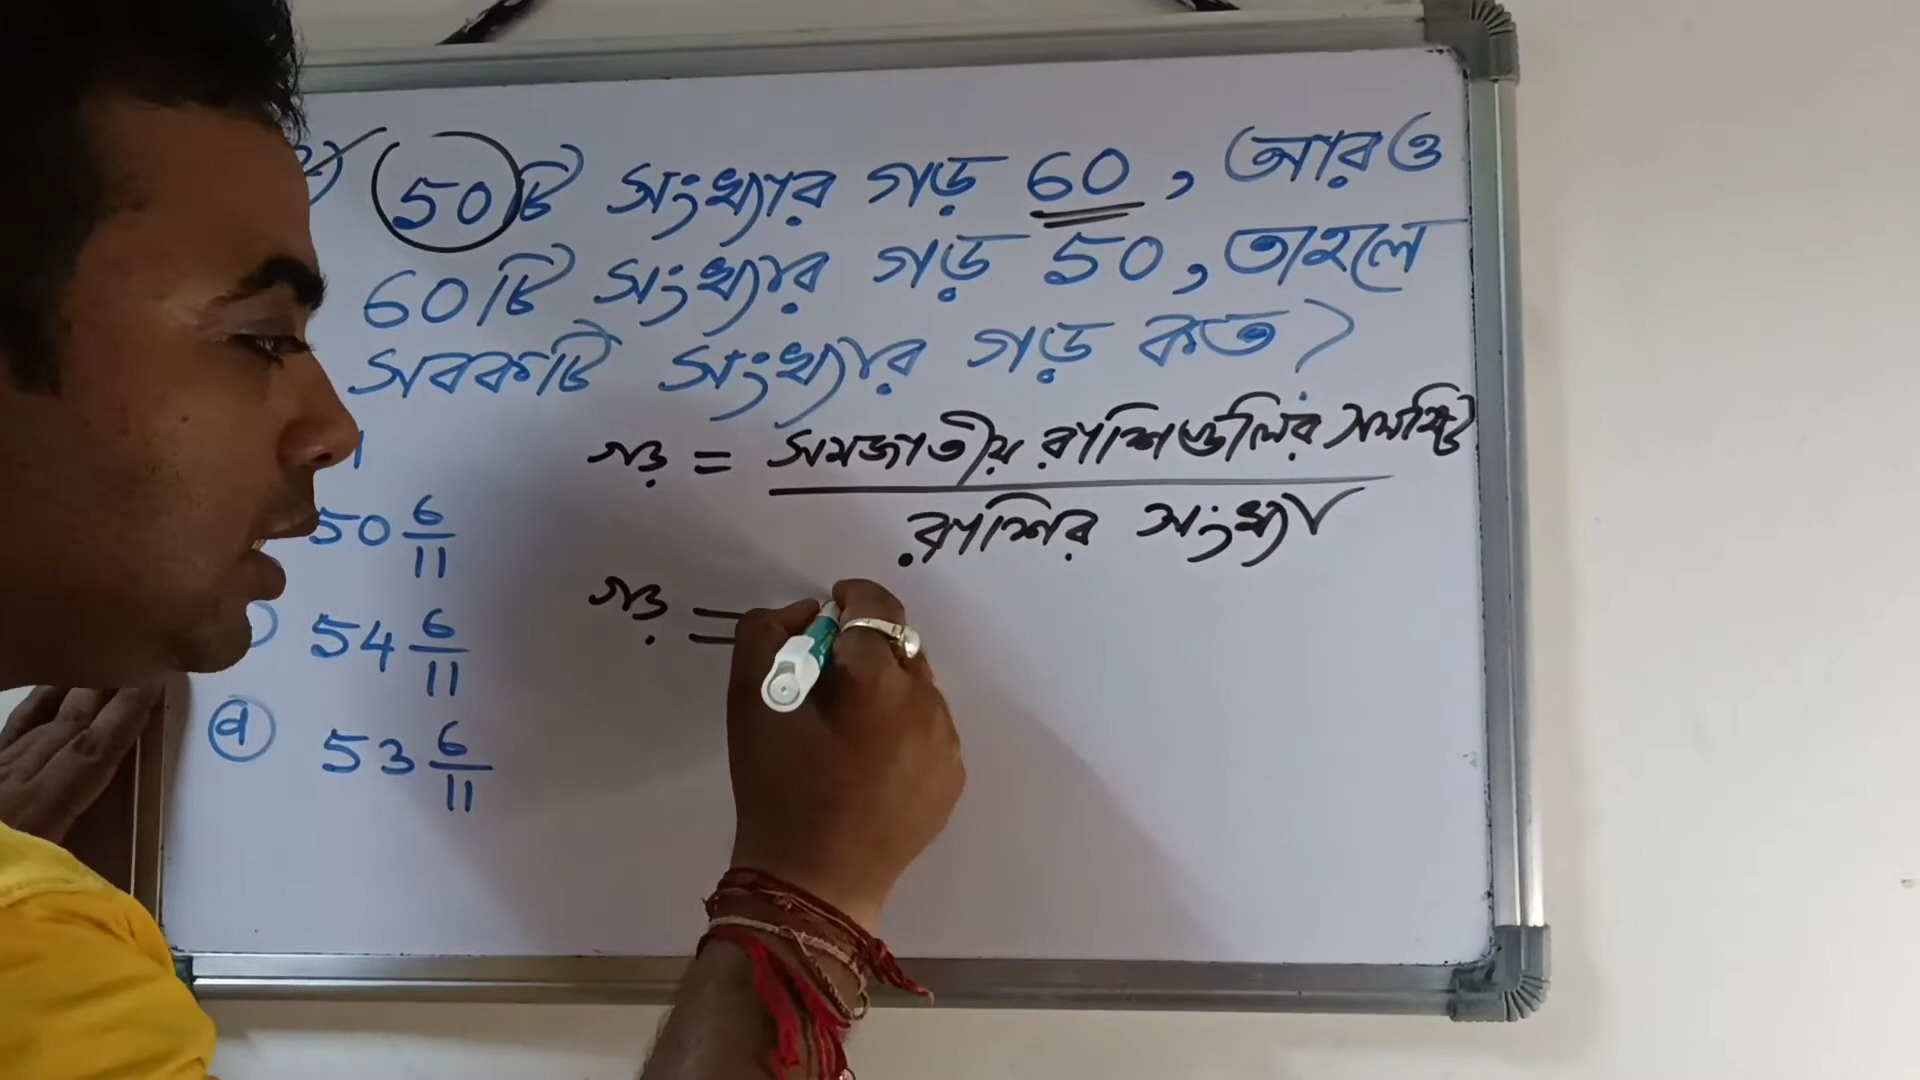 50টি সংখ্যার গড় 60, আরও
60টি সংখ্যার গড় 50, তাহলে
সবকটি সংখ্যার গড় কত?
গড় = সমজাতীয় রাশিগুলির সমষ্টি
রাশির সংখ্যা
50 6/11
54 6/11
d 53 6/11
গড় =